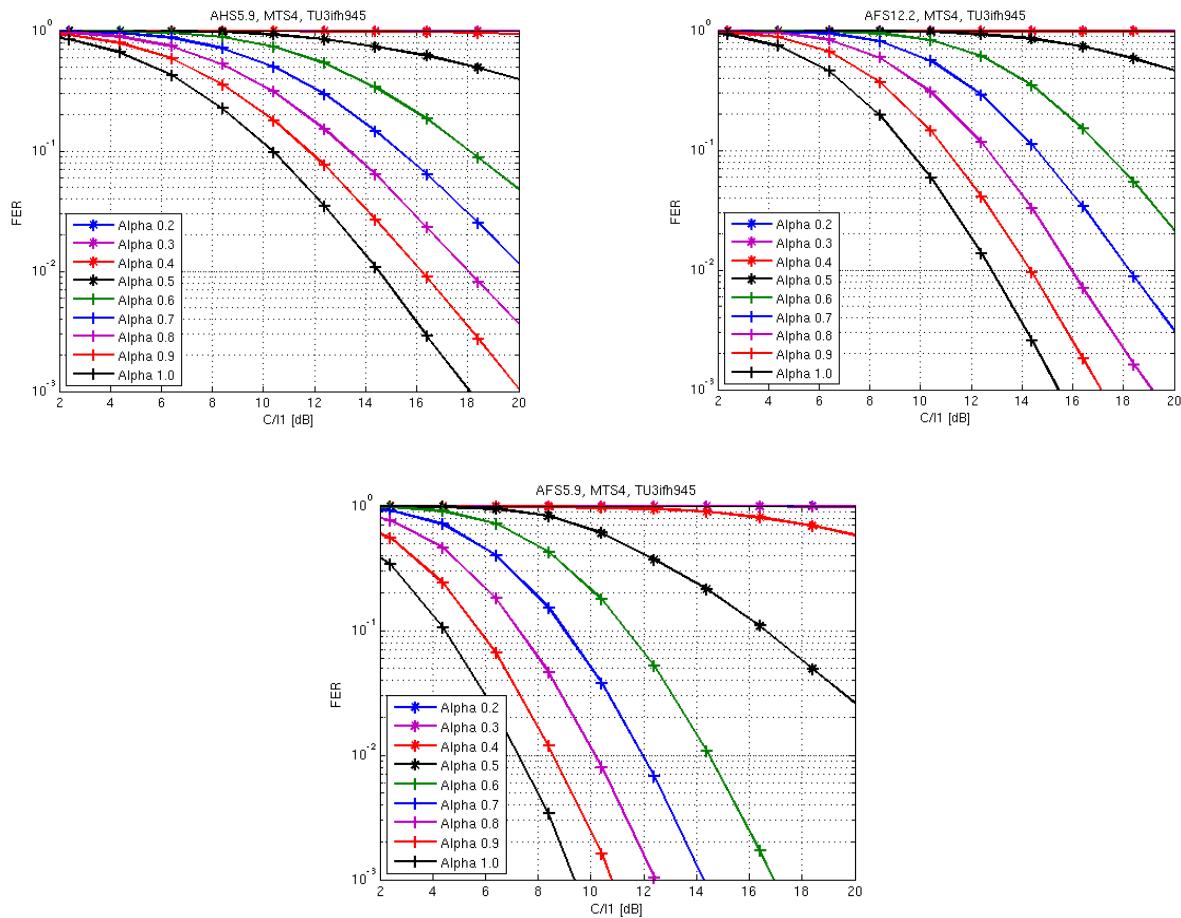 AHS5.9, MTS4, TU3ifh945
10^0
10^-1
10^-2
10^-3
FER
Alpha 0.2
Alpha 0.3
Alpha 0.4
Alpha 0.5
Alpha 0.6
Alpha 0.7
Alpha 0.8
Alpha 0.9
Alpha 1.0
2 4 6 8 10 12 14 16 18 20
C/I1 [dB]
AFS12.2, MTS4, TU3ifh945
10^0
10^-1
10^-2
10^-3
FER
Alpha 0.2
Alpha 0.3
Alpha 0.4
Alpha 0.5
Alpha 0.6
Alpha 0.7
Alpha 0.8
Alpha 0.9
Alpha 1.0
2 4 6 8 10 12 14 16 18 20
C/I1 [dB]
AFS5.9, MTS4, TU3ifh945
10^0
10^-1
10^-2
10^-3
FER
Alpha 0.2
Alpha 0.3
Alpha 0.4
Alpha 0.5
Alpha 0.6
Alpha 0.7
Alpha 0.8
Alpha 0.9
Alpha 1.0
2 4 6 8 10 12 14 16 18 20
C/I1 [dB]